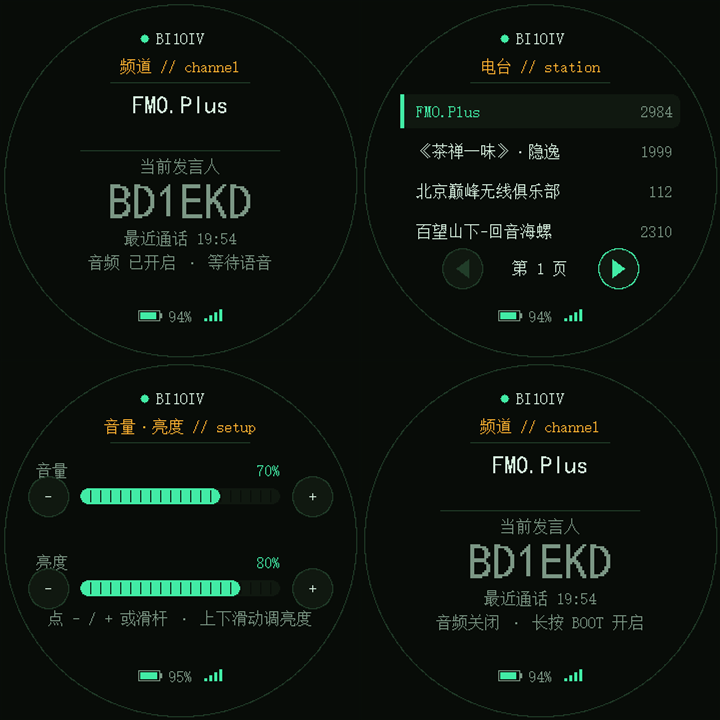 BI1OIV
频道 // channel
FMO.Plus
当前发言人
BD1EKD
最近通话 19:54
音频 已开启 · 等待语音
94%
BI1OIV
电台 // station
FMO.Plus 2984
《茶禅一味》·隐逸 1999
北京巅峰无线俱乐部 112
百望山下-回音海螺 2310
第 1 页
94%
BI1OIV
音量·亮度 // setup
音量 70%
- +
亮度 80%
- +
点 - / + 或滑杆 · 上下滑动调亮度
95%
BI1OIV
频道 // channel
FMO.Plus
当前发言人
BD1EKD
最近通话 19:54
音频关闭 · 长按 BOOT 开启
94%